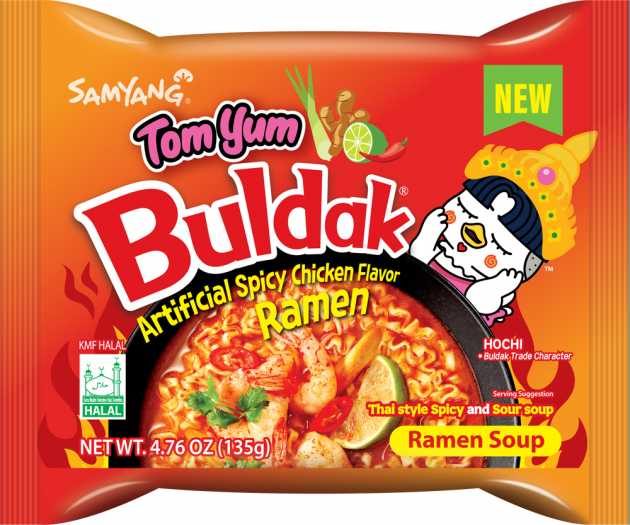 SAMYANG®
NEW
Tom Yum
Buldak®
Artificial Spicy Chicken Flavor
Ramen
TM
KMF HALAL
HALAL
HOCHI
• Buldak Trade Character
Serving Suggestion
Thai style Spicy and Sour soup
Ramen Soup
NET WT. 4.76 OZ (135g)